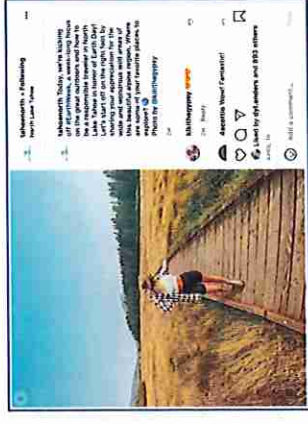 tahoenorth • Following
North Lake Tahoe
tahoenorth Today, we're kicking
off #EarthWeek, a week-long focus
on the great outdoors and how to
be a responsible traveler in North
Lake Tahoe in honor of Earth Day!
Let's start off on the right foot by
sharing your appreciation for the
wide and wondrous wild areas of
this beautiful alpine region. Where
are some of your favorite places to
explore? 🌎
Photo by @kikithegypsy
2w
kikithegypsy 🧡🧡🧡
2w Reply
4scentie Wow! Fantastic!
Liked by dyl.anders and 893 others
Add a comment...